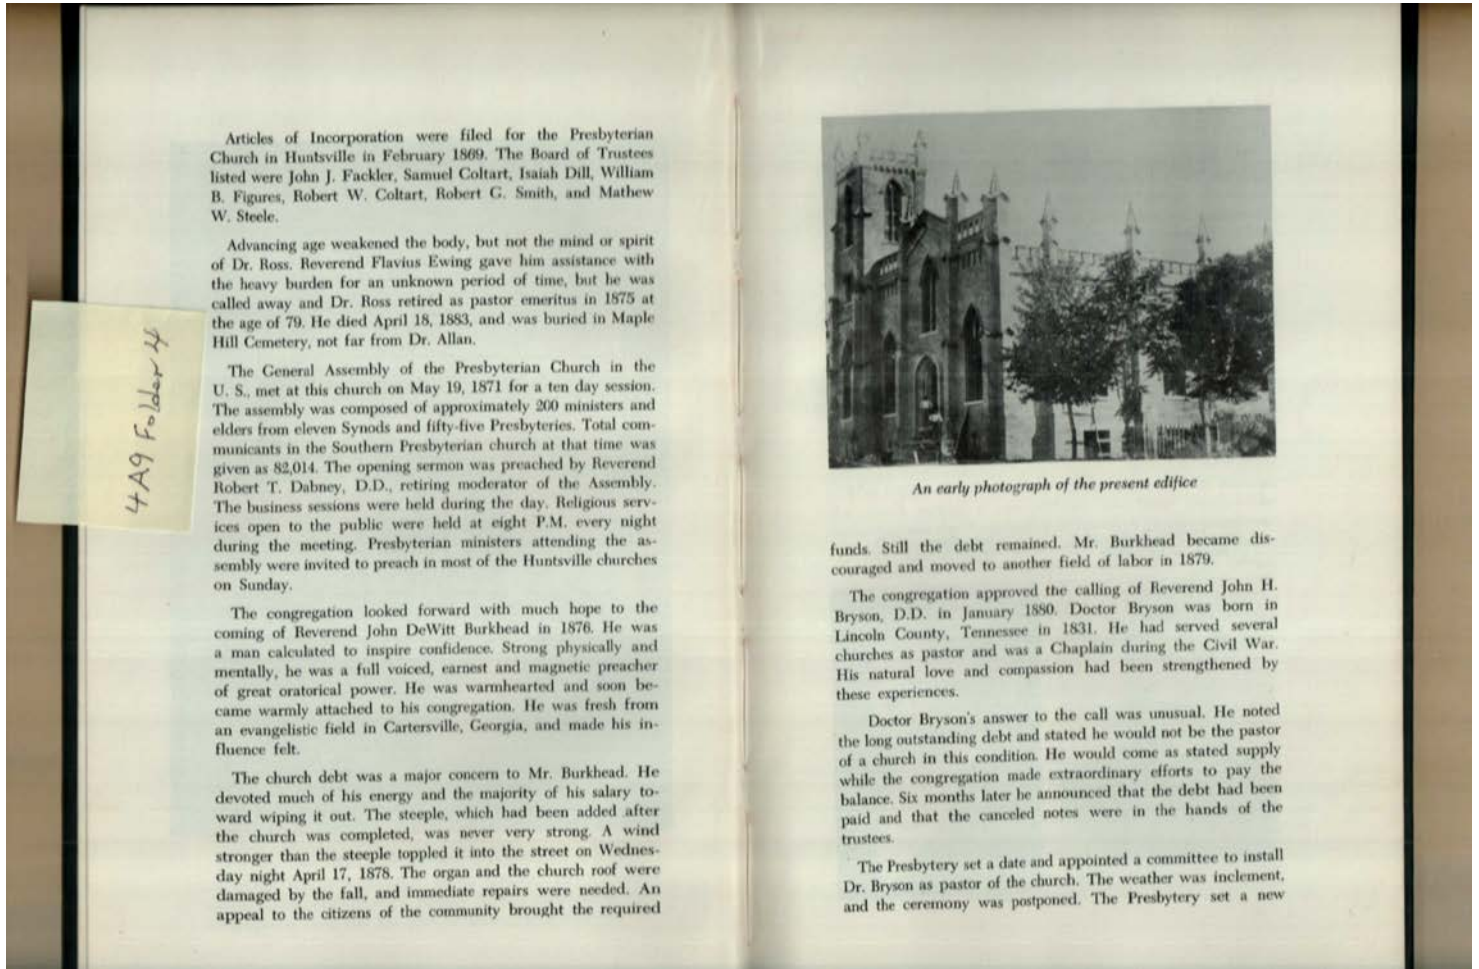 4A9 Folder 4
Articles of Incorporation were filed for the Presbyterian
Church in Huntsville in February 1869. The Board of Trustees
listed were John J. Fackler, Samuel Coltart, Isaiah Dill, William
B. Figures, Robert W. Coltart, Robert G. Smith, and Mathew
W. Steele.
Advancing age weakened the body, but not the mind or spirit
of Dr. Ross. Reverend Flavius Ewing gave him assistance with
the heavy burden for an unknown period of time, but he was
called away and Dr. Ross retired as pastor emeritus in 1875 at
the age of 79. He died April 18, 1883, and was buried in Maple
Hill Cemetery, not far from Dr. Allan.
The General Assembly of the Presbyterian Church in the
U. S., met at this church on May 19, 1871 for a ten day session.
The assembly was composed of approximately 200 ministers and
elders from eleven Synods and fifty-five Presbyteries. Total com-
municants in the Southern Presbyterian church at that time was
given as 82,014. The opening sermon was preached by Reverend
Robert T. Dabney, D.D., retiring moderator of the Assembly.
The business sessions were held during the day. Religious serv-
ices open to the public were held at eight P.M. every night
during the meeting. Presbyterian ministers attending the as-
sembly were invited to preach in most of the Huntsville churches
on Sunday.
The congregation looked forward with much hope to the
coming of Reverend John DeWitt Burkhead in 1876. He was
a man calculated to inspire confidence. Strong physically and
mentally, he was a full voiced, earnest and magnetic preacher
of great oratorical power. He was warmhearted and soon be-
came warmly attached to his congregation. He was fresh from
an evangelistic field in Cartersville, Georgia, and made his in-
fluence felt.
The church debt was a major concern to Mr. Burkhead. He
devoted much of his energy and the majority of his salary to-
ward wiping it out. The steeple, which had been added after
the church was completed, was never very strong. A wind
stronger than the steeple toppled it into the street on Wednes-
day night April 17, 1878. The organ and the church roof were
damaged by the fall, and immediate repairs were needed. An
appeal to the citizens of the community brought the required
An early photograph of the present edifice
funds. Still the debt remained. Mr. Burkhead became dis-
couraged and moved to another field of labor in 1879.
The congregation approved the calling of Reverend John H.
Bryson, D.D. in January 1880. Doctor Bryson was born in
Lincoln County, Tennessee in 1831. He had served several
churches as pastor and was a Chaplain during the Civil War.
His natural love and compassion had been strengthened by
these experiences.
Doctor Bryson's answer to the call was unusual. He noted
the long outstanding debt and stated he would not be the pastor
of a church in this condition. He would come as stated supply
while the congregation made extraordinary efforts to pay the
balance. Six months later he announced that the debt had been
paid and that the canceled notes were in the hands of the
trustees.
The Presbytery set a date and appointed a committee to install
Dr. Bryson as pastor of the church. The weather was inclement,
and the ceremony was postponed. The Presbytery set a new